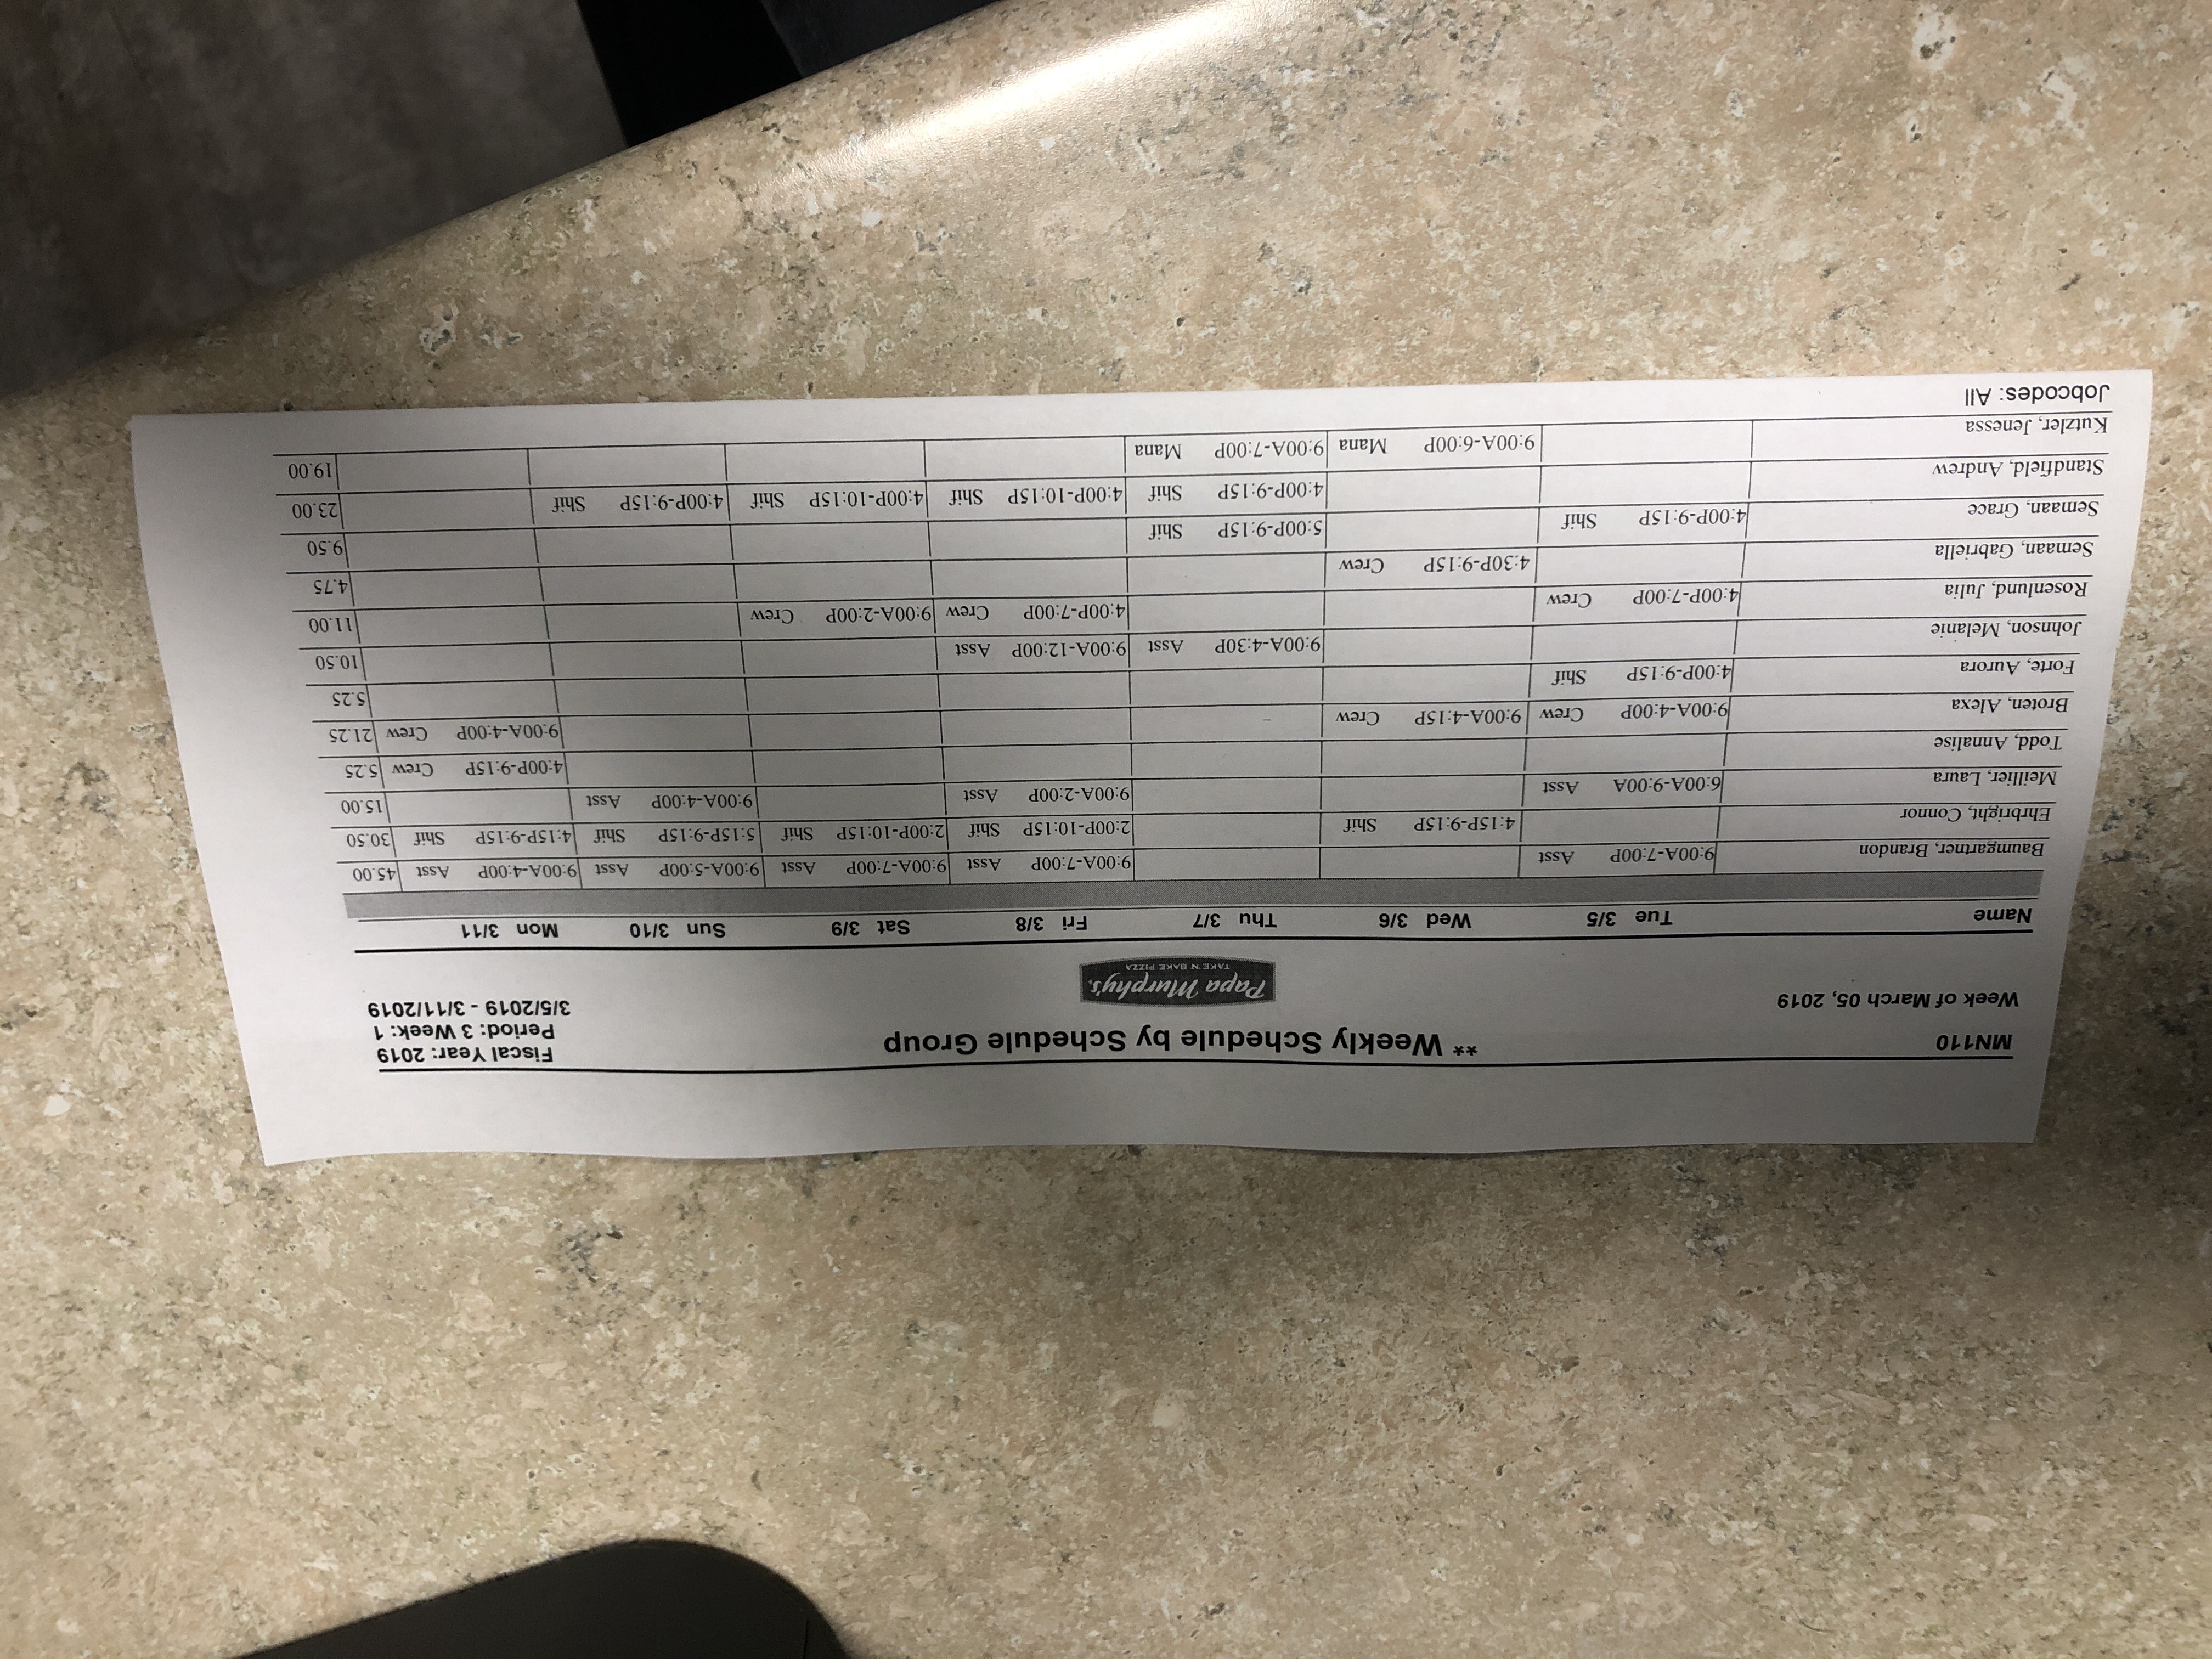 MN110 ** Weekly Schedule by Schedule Group Fiscal Year: 2019
Period: 3 Week: 1
Week of March 05, 2019 3/5/2019 - 3/11/2019
Papa Murphy's.
TAKE 'N BAKE PIZZA
Name Tue 3/5 Wed 3/6 Thu 3/7 Fri 3/8 Sat 3/9 Sun 3/10 Mon 3/11
Baumgartner, Brandon 9:00A-7:00P Asst 9:00A-7:00P Asst 9:00A-7:00P Asst 9:00A-5:00P Asst 9:00A-4:00P Asst 45.00
Ehrbright, Connor 4:15P-9:15P Shif 2:00P-10:15P Shif 2:00P-10:15P Shif 5:15P-9:15P Shif 4:15P-9:15P Shif 30.50
Meillier, Laura 6:00A-9:00A Asst 9:00A-2:00P Asst 9:00A-4:00P Asst 15.00
Todd, Annalise 4:00P-9:15P Crew 5.25
Broten, Alexa 9:00A-4:00P Crew 9:00A-4:15P Crew 9:00A-4:00P Crew 21.25
Forte, Aurora 4:00P-9:15P Shif 5.25
Johnson, Melanie 9:00A-4:30P Asst 9:00A-12:00P Asst 10.50
Rosenlund, Julia 4:00P-7:00P Crew 4:00P-7:00P Crew 9:00A-2:00P Crew 11.00
Semaan, Gabriella 4:30P-9:15P Crew 4.75
Semaan, Grace 4:00P-9:15P Shif 5:00P-9:15P Shif 9.50
Standfield, Andrew 4:00P-9:15P Shif 4:00P-10:15P Shif 4:00P-10:15P Shif 4:00P-9:15P Shif 23.00
Kutzler, Jenessa 9:00A-6:00P Mana 9:00A-7:00P Mana 19.00
Jobcodes: All